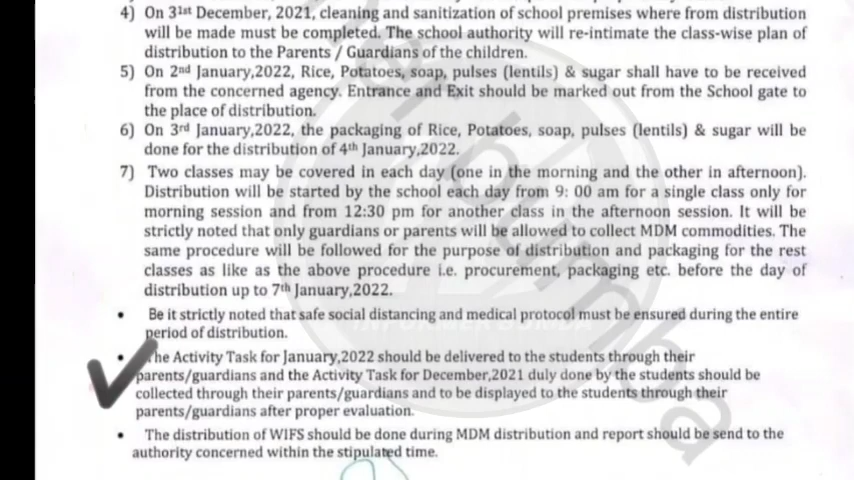 4) On 31st December, 2021, cleaning and sanitization of school premises where from distribution
will be made must be completed. The school authority will re-intimate the class-wise plan of
distribution to the Parents / Guardians of the children.
5) On 2nd January,2022, Rice, Potatoes, soap, pulses (lentils) & sugar shall have to be received
from the concerned agency. Entrance and Exit should be marked out from the School gate to
the place of distribution.
6) On 3rd January,2022, the packaging of Rice, Potatoes, soap, pulses (lentils) & sugar will be
done for the distribution of 4th January,2022.
7) Two classes may be covered in each day (one in the morning and the other in afternoon).
Distribution will be started by the school each day from 9: 00 am for a single class only for
morning session and from 12:30 pm for another class in the afternoon session. It will be
strictly noted that only guardians or parents will be allowed to collect MDM commodities. The
same procedure will be followed for the purpose of distribution and packaging for the rest
classes as like as the above procedure i.e. procurement, packaging etc. before the day of
distribution up to 7th January,2022.
• Be it strictly noted that safe social distancing and medical protocol must be ensured during the entire
period of distribution.
• The Activity Task for January,2022 should be delivered to the students through their
parents/guardians and the Activity Task for December,2021 duly done by the students should be
collected through their parents/guardians and to be displayed to the students through their
parents/guardians after proper evaluation.
• The distribution of WIFS should be done during MDM distribution and report should be send to the
authority concerned within the stipulated time.